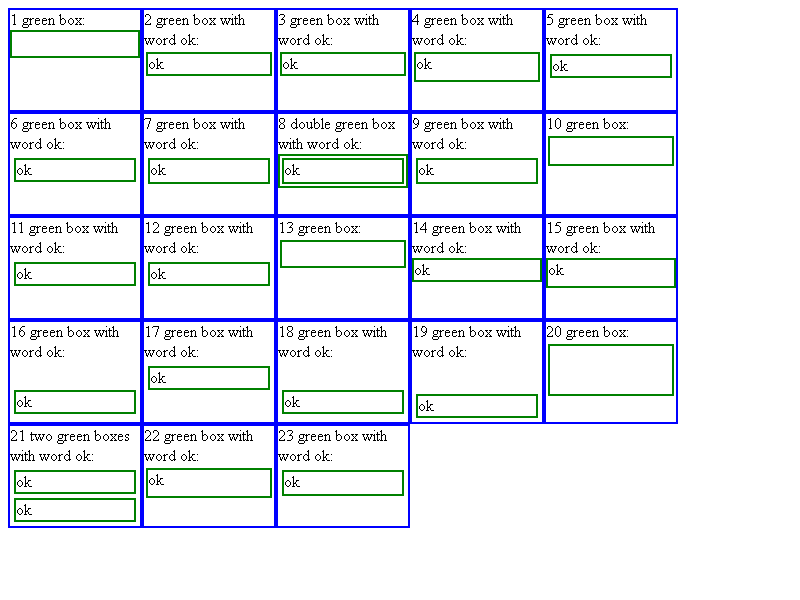 1 green box:
2 green box with
word ok:
ok
3 green box with
word ok:
ok
4 green box with
word ok:
ok
5 green box with
word ok:
ok
6 green box with
word ok:
ok
7 green box with
word ok:
ok
8 double green box
with word ok:
ok
9 green box with
word ok:
ok
10 green box:
11 green box with
word ok:
ok
12 green box with
word ok:
ok
13 green box:
14 green box with
word ok:
ok
15 green box with
word ok:
ok
16 green box with
word ok:
ok
17 green box with
word ok:
ok
18 green box with
word ok:
ok
19 green box with
word ok:
ok
20 green box:
21 two green boxes
with word ok:
ok
ok
22 green box with
word ok:
ok
23 green box with
word ok:
ok